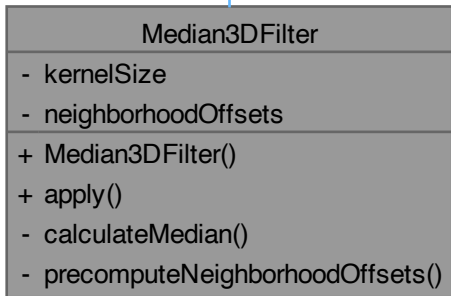 Median3DFilter
- kernelSize
- neighborhoodOffsets
+ Median3DFilter()
+ apply()
- calculateMedian()
- precomputeNeighborhoodOffsets()